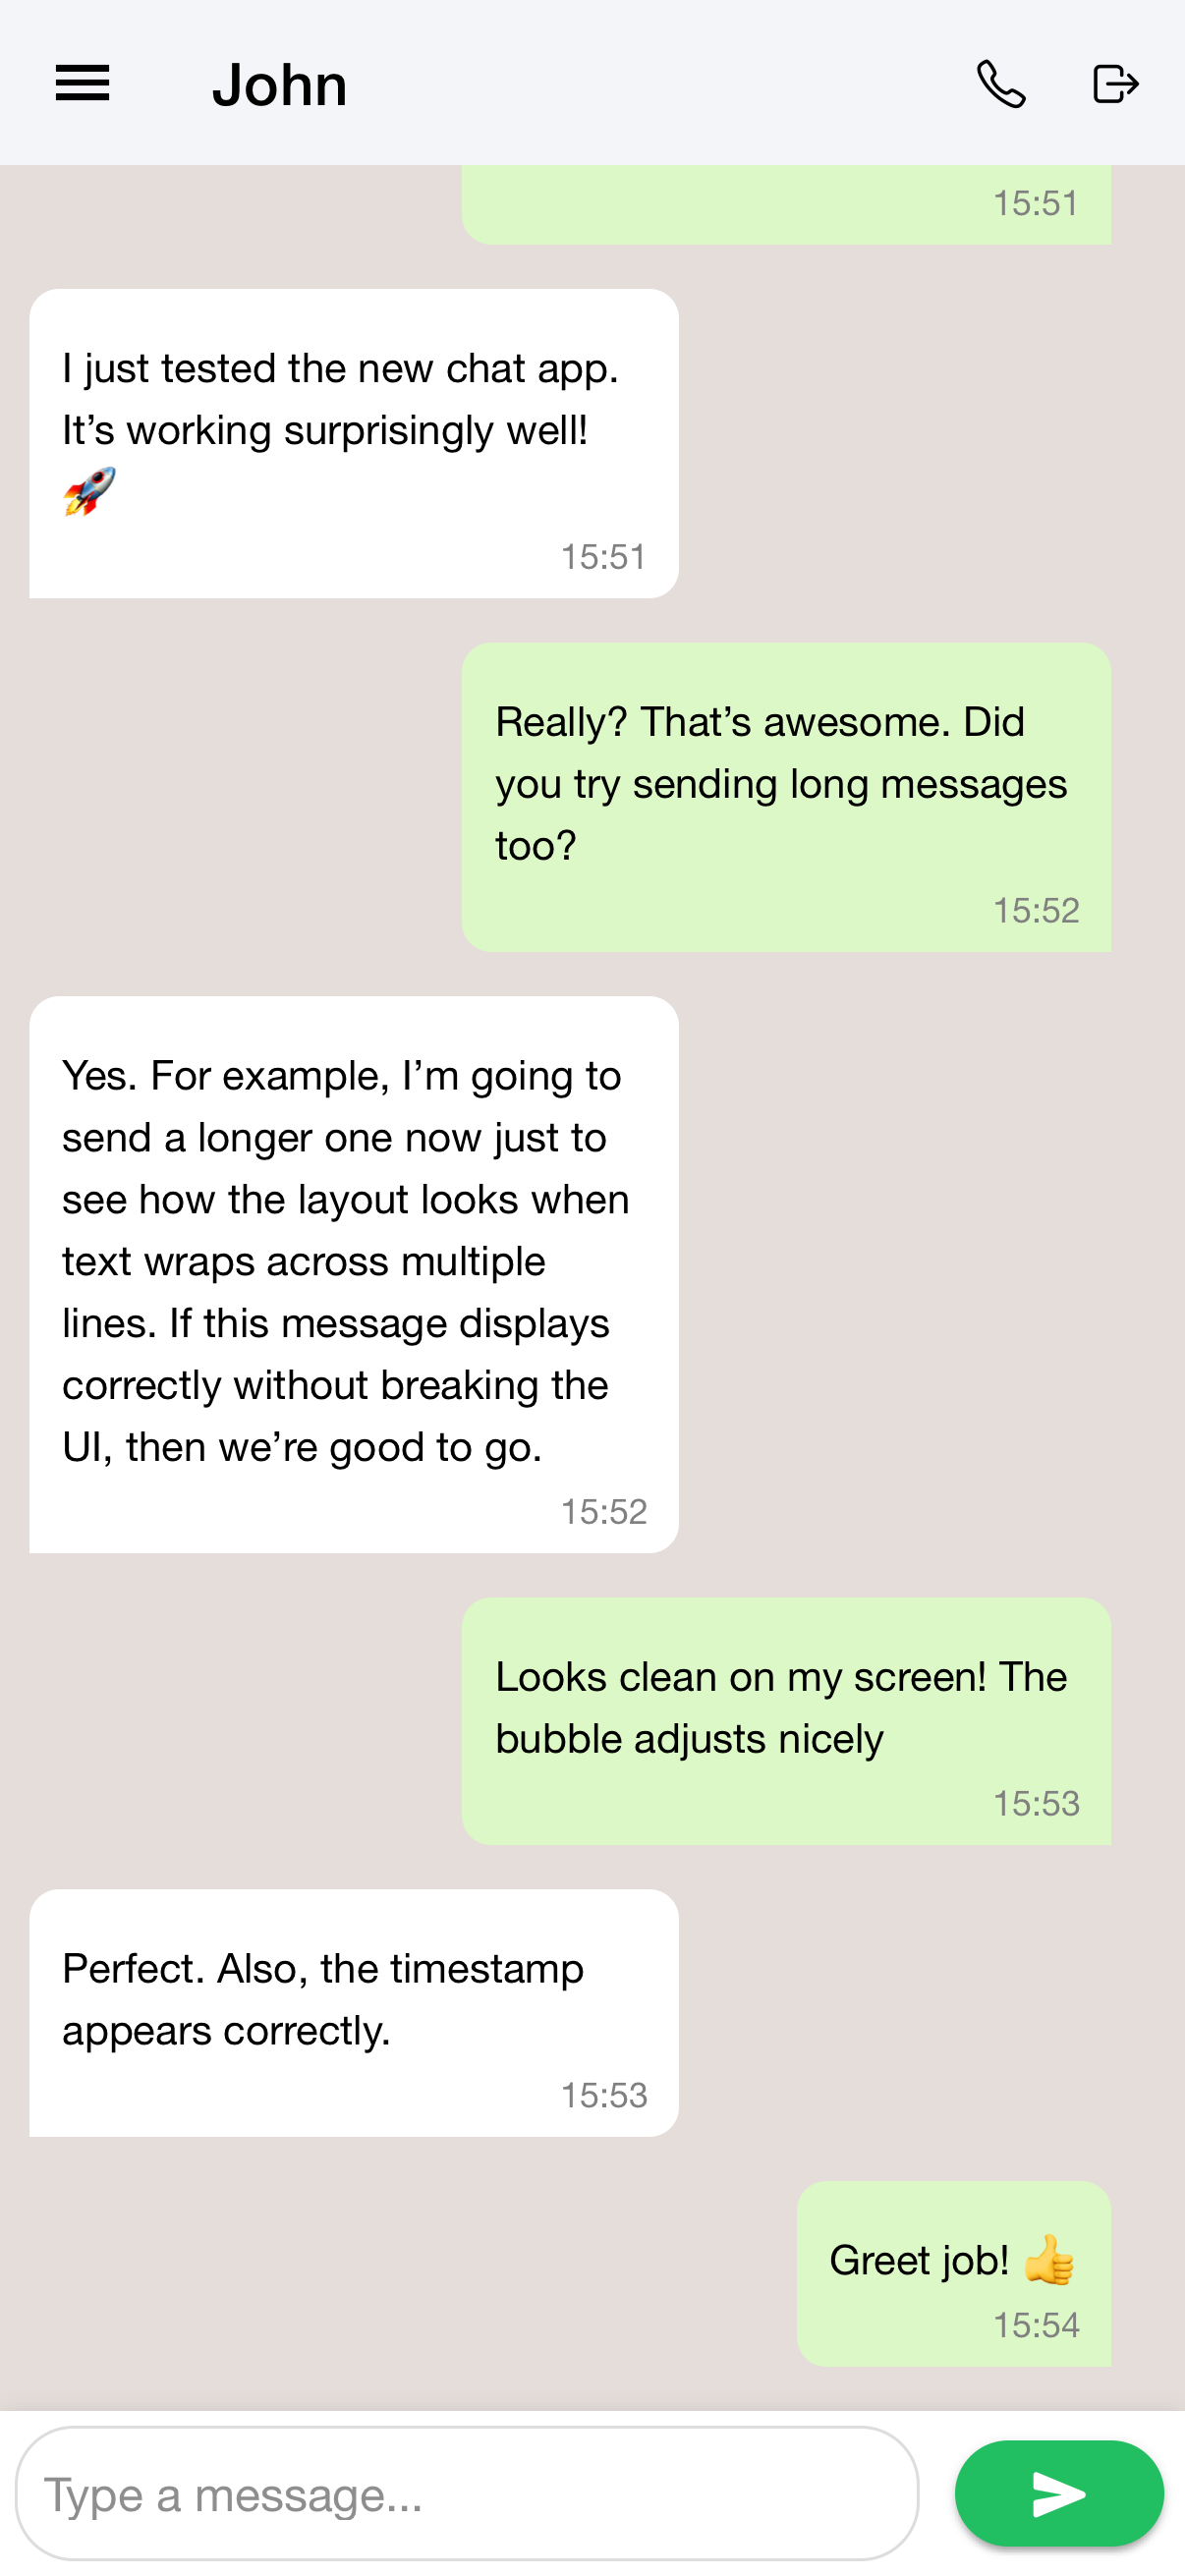 John
15:51
I just tested the new chat app.
It’s working surprisingly well!
🚀
15:51
Really? That’s awesome. Did
you try sending long messages
too?
15:52
Yes. For example, I’m going to
send a longer one now just to
see how the layout looks when
text wraps across multiple
lines. If this message displays
correctly without breaking the
UI, then we’re good to go.
15:52
Looks clean on my screen! The
bubble adjusts nicely
15:53
Perfect. Also, the timestamp
appears correctly.
15:53
Greet job! 👍
15:54
Type a message...